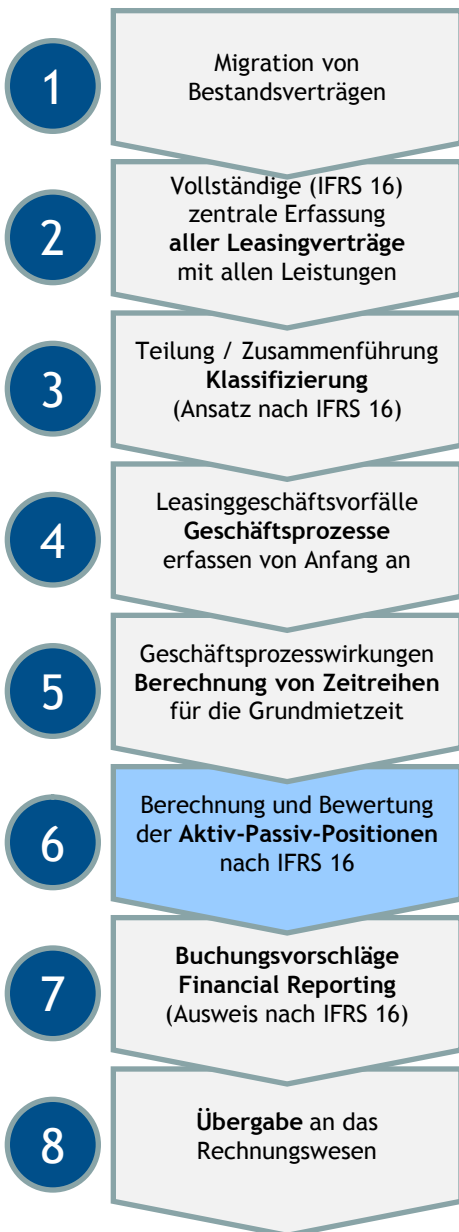 1
Migration von
Bestandsverträgen
2
Vollständige (IFRS 16)
zentrale Erfassung
aller Leasingverträge
mit allen Leistungen
3
Teilung / Zusammenführung
Klassifizierung
(Ansatz nach IFRS 16)
4
Leasinggeschäftsvorfälle
Geschäftsprozesse
erfassen von Anfang an
5
Geschäftsprozesswirkungen
Berechnung von Zeitreihen
für die Grundmietzeit
6
Berechnung und Bewertung
der Aktiv-Passiv-Positionen
nach IFRS 16
7
Buchungsvorschläge
Financial Reporting
(Ausweis nach IFRS 16)
8
Übergabe an das
Rechnungswesen